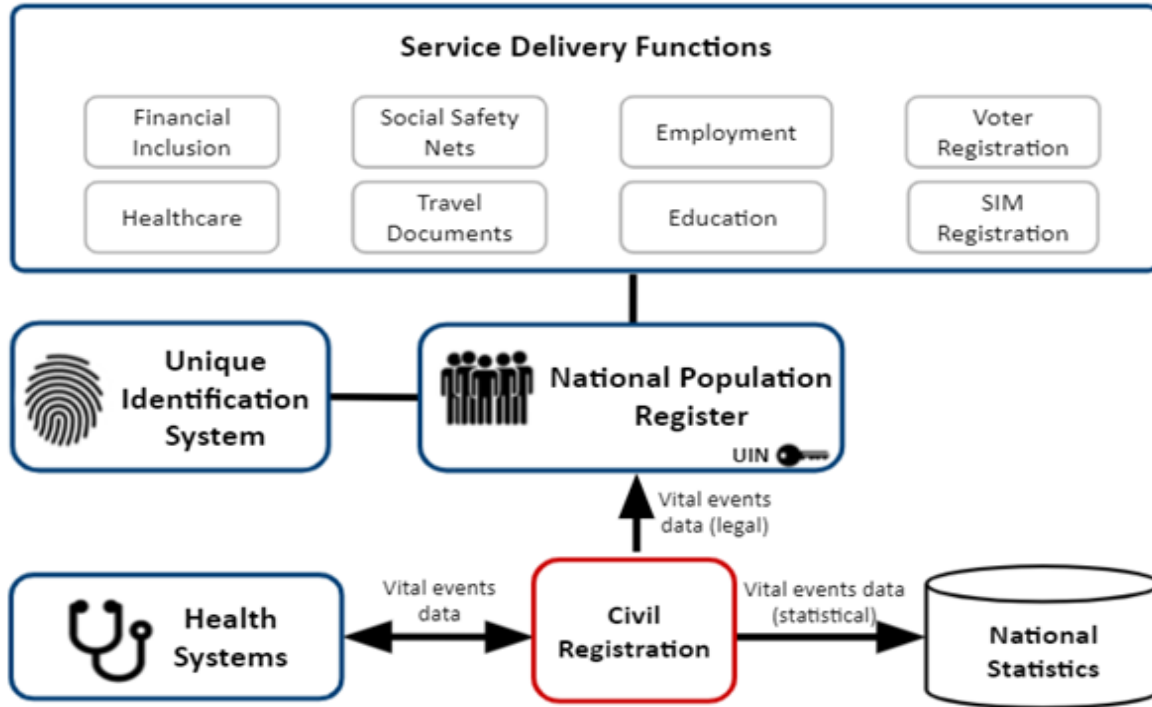 Service Delivery Functions
Financial
Inclusion
Social Safety
Nets
Employment
Voter
Registration
Healthcare
Travel
Documents
Education
SIM
Registration
Unique
Identification
System
National Population
Register
UIN
Vital events
data (legal)
Health
Systems
Vital events
data
Civil
Registration
Vital events data
(statistical)
National
Statistics